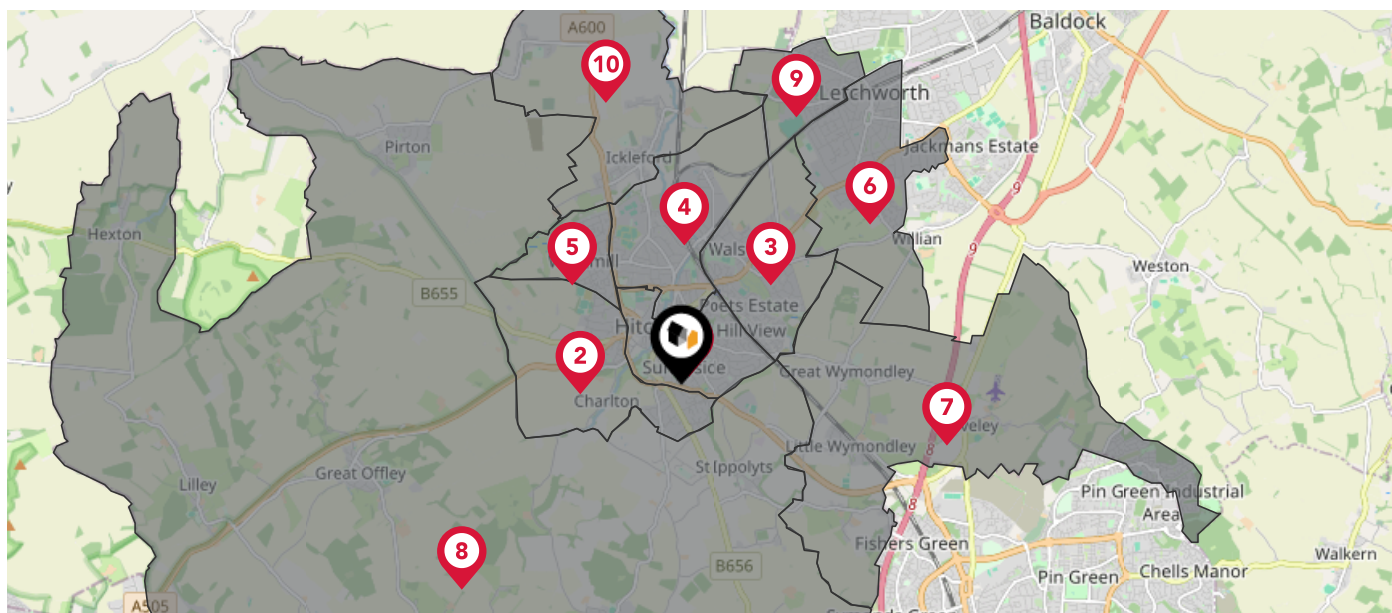 Baldock
A600
10
9
Letchworth
Pirton
Jackmans Estate
Ickleford
6
9
4
Hexton
5
3
Willian
9
Weston
B655
Poets Estate
Hill View
2
Great Wymondley
Charlton
7
Little Wymondley
8
St Ippolyts
Great Offley
Lilley
Pin Green Industrial
Area
8
Fishers Green
8
B656
Walkern
Pin Green
Chells Manor
A505